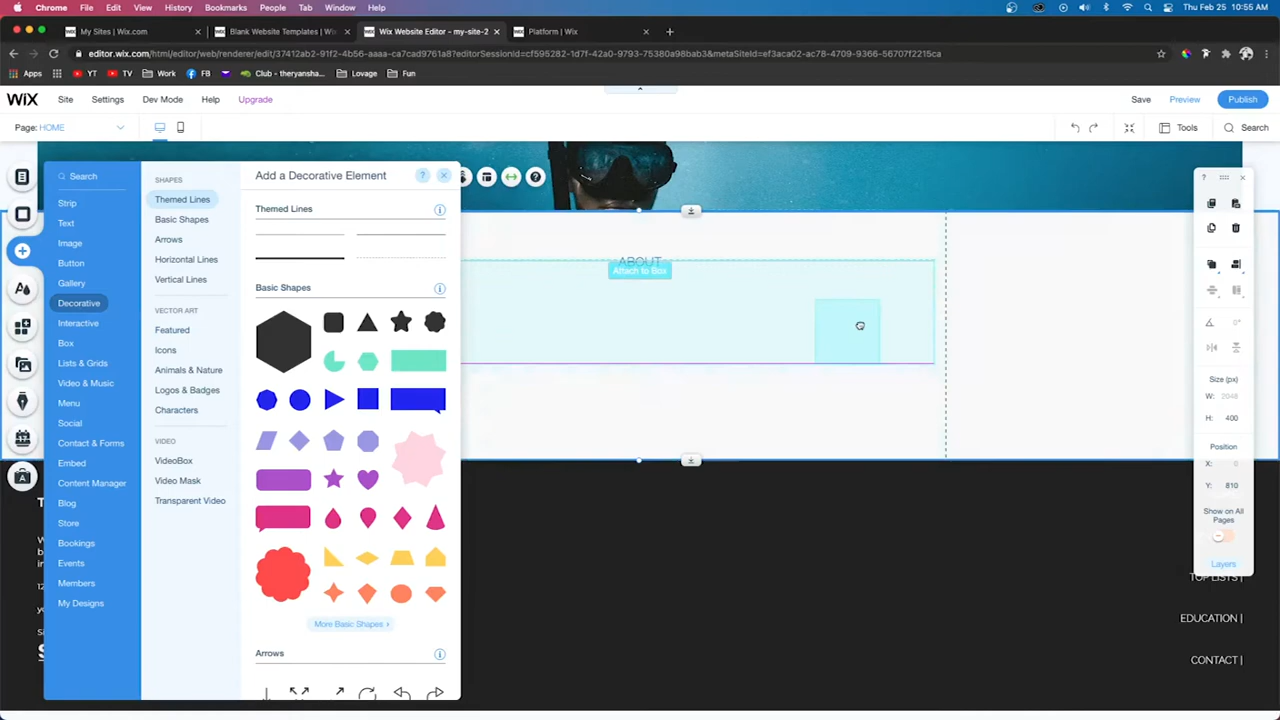 Chrome File Edit View History Bookmarks People Tab Window Help
Thu Feb 25 10:55 AM
My Sites | Wix.com
Blank Website Templates | Wi
Wix Website Editor - my-site-2
Platform | Wix
editor.wix.com/html/editor/web/renderer/edit/37412ab2-91f2-4b56-aaaa-ca7cad9761a8?editorSessionId=cf595282-1d7f-42a0-9793-75380a98bab3&metaSiteId=ef3aca02-ac78-4709-9366-56707f2215ca
Apps YT TV Work FB Club - theryansha... Lovage Fun
WiX Site Settings Dev Mode Help Upgrade Save Preview Publish
Page: HOME Tools Search
Search
Strip
Text
Image
Button
Gallery
Decorative
Interactive
Box
Lists & Grids
Video & Music
Menu
Social
Contact & Forms
Embed
Content Manager
Blog
Store
Bookings
Events
Members
My Designs
SHAPES
Themed Lines
Basic Shapes
Arrows
Horizontal Lines
Vertical Lines
VECTOR ART
Featured
Icons
Animals & Nature
Logos & Badges
Characters
VIDEO
VideoBox
Video Mask
Transparent Video
Add a Decorative Element
Themed Lines
Basic Shapes
More Basic Shapes ›
Arrows
ABOUT
Attach to Box
Size (px)
W: 2048
H: 400
Position
X: 0
Y: 810
Show on All
Pages
Layers
TOP LISTS |
EDUCATION |
CONTACT |